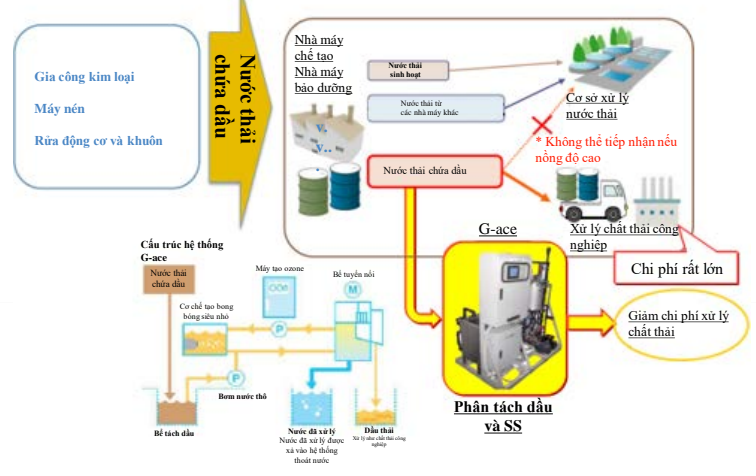 Gia công kim loại
Máy nén
Rửa động cơ và khuôn
Nước thải
chứa dầu
Nhà máy
chế tạo
Nhà máy
bảo dưỡng
v.
v..
Nước thải
sinh hoạt
Nước thải từ
các nhà máy khác
Nước thải chứa dầu
Cơ sở xử lý
nước thải
* Không thể tiếp nhận nếu
nồng độ cao
Xử lý chất thải công
nghiệp
Chi phí rất lớn
G-ace
Phân tách dầu
và SS
Giảm chi phí xử lý
chất thải
Cấu trúc hệ thống
G-ace
Nước thải
chứa dầu
Máy tạo ozone
Bể tuyển nổi
M
Cơ chế tạo bong
bóng siêu nhỏ
P
P
Bơm nước thô
Bể tách dầu
Nước đã xử lý
Nước đã xử lý được
xả vào hệ thống
thoát nước
Dầu thải
Xử lý như chất thải công
nghiệp